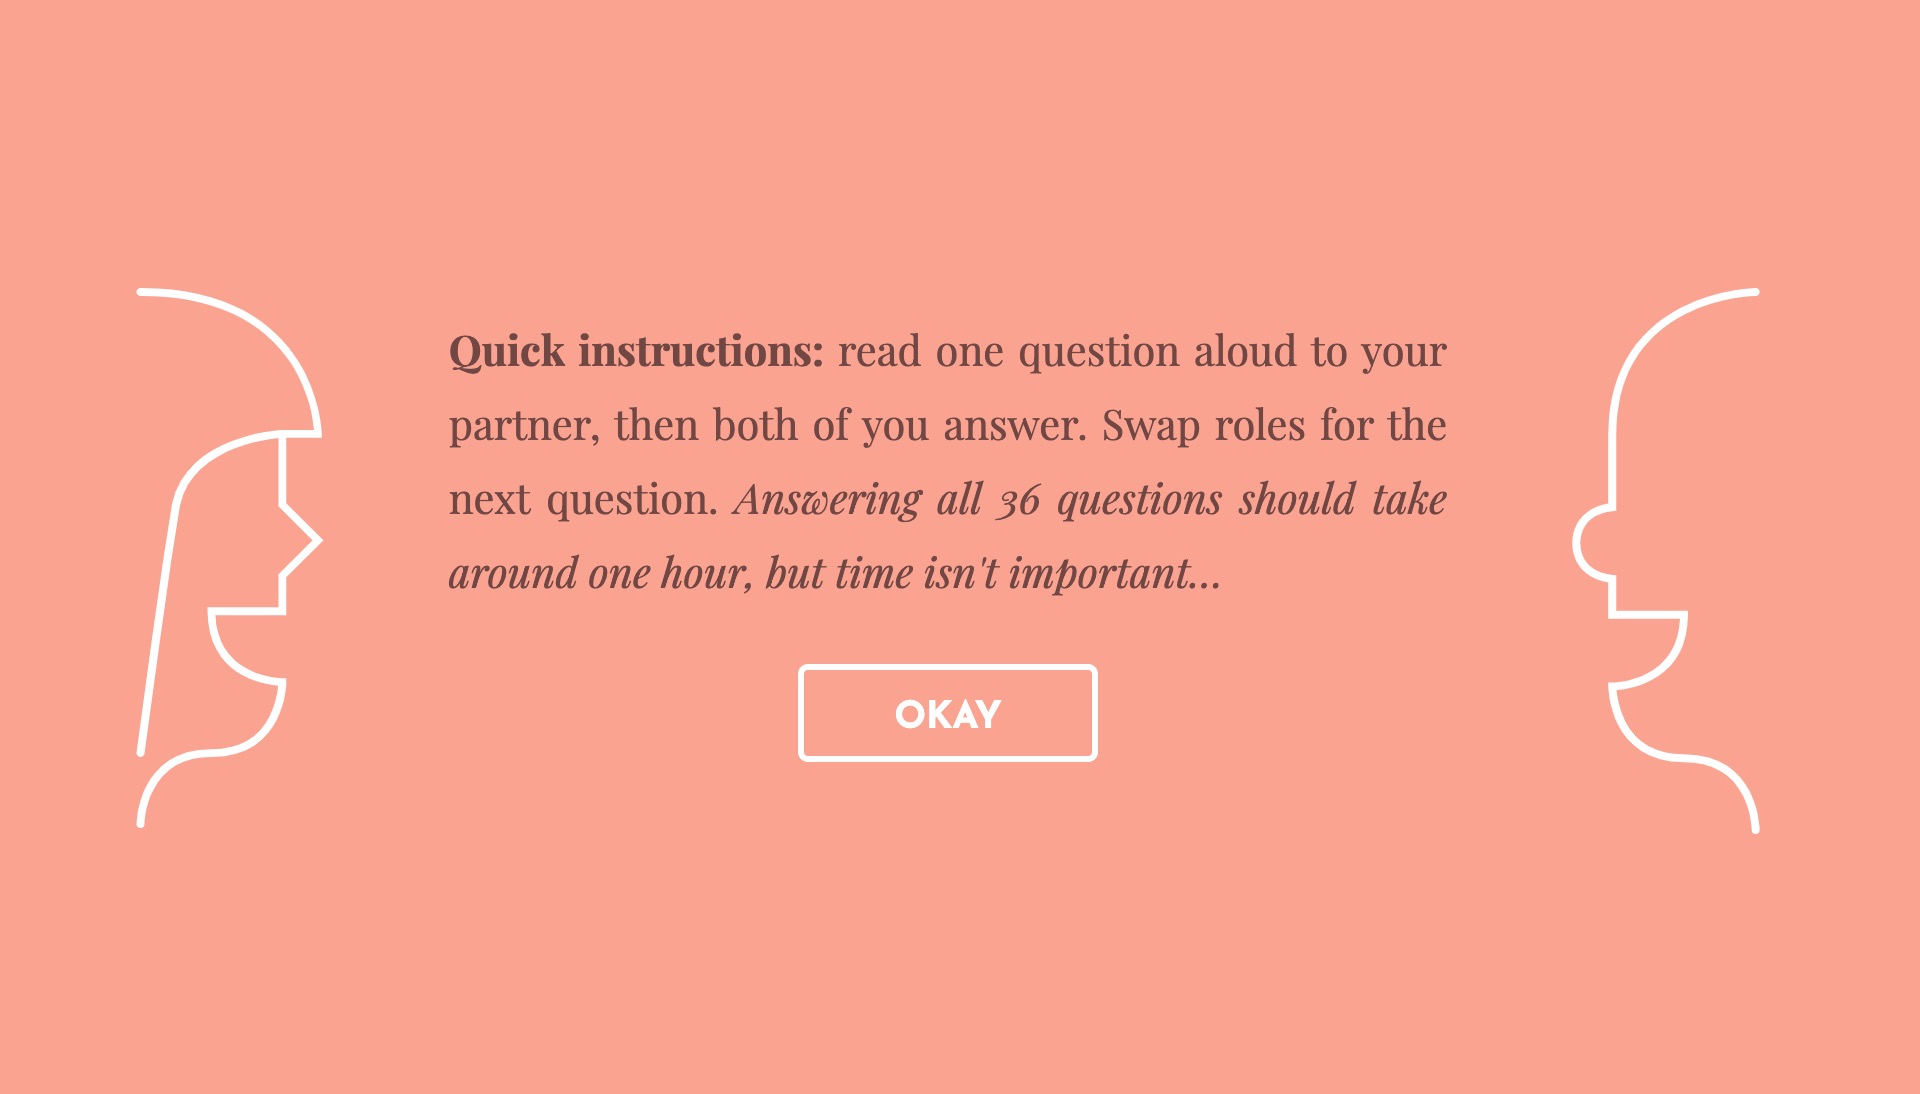 Quick instructions: read one question aloud to your
partner, then both of you answer. Swap roles for the
next question. Answering all 36 questions should take
around one hour, but time isn't important...
OKAY